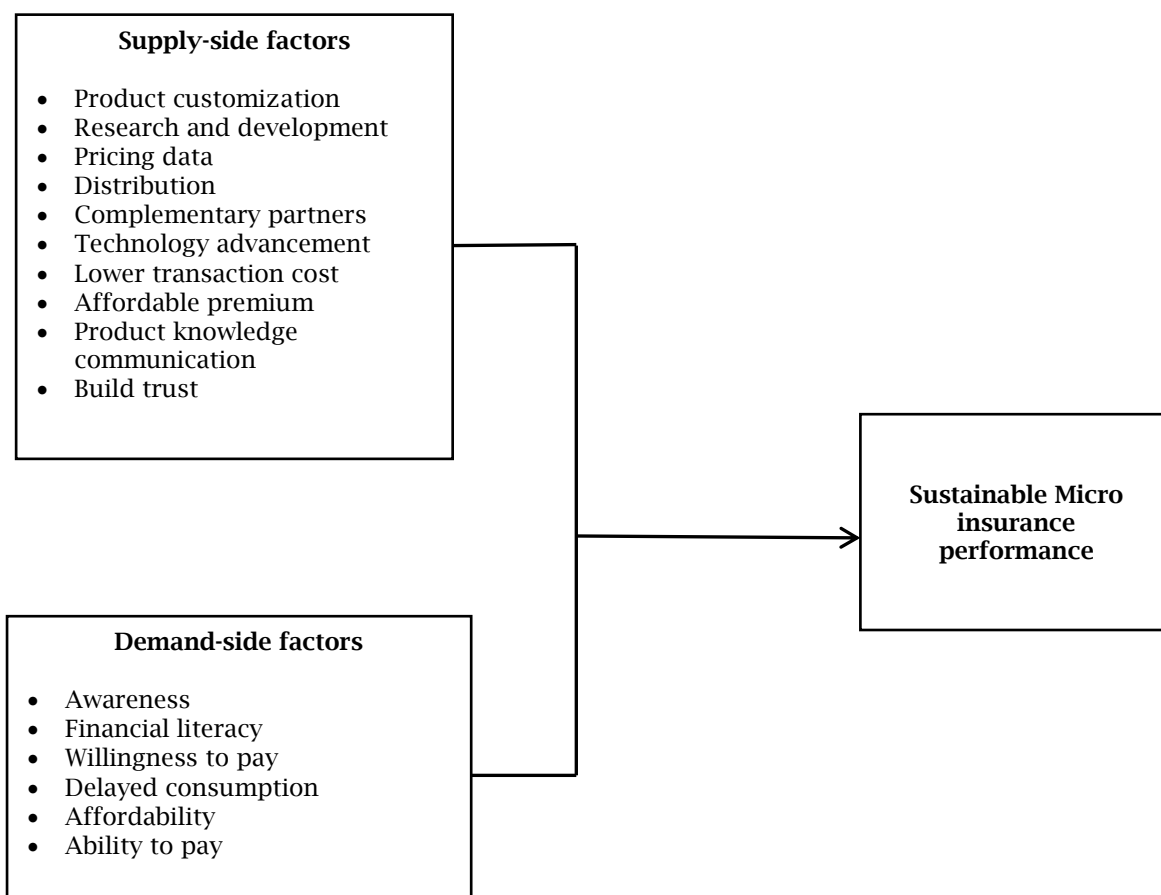 Supply-side factors
• Product customization
• Research and development
• Pricing data
• Distribution
• Complementary partners
• Technology advancement
• Lower transaction cost
• Affordable premium
• Product knowledge
communication
• Build trust
Sustainable Micro
insurance
performance
Demand-side factors
• Awareness
• Financial literacy
• Willingness to pay
• Delayed consumption
• Affordability
• Ability to pay